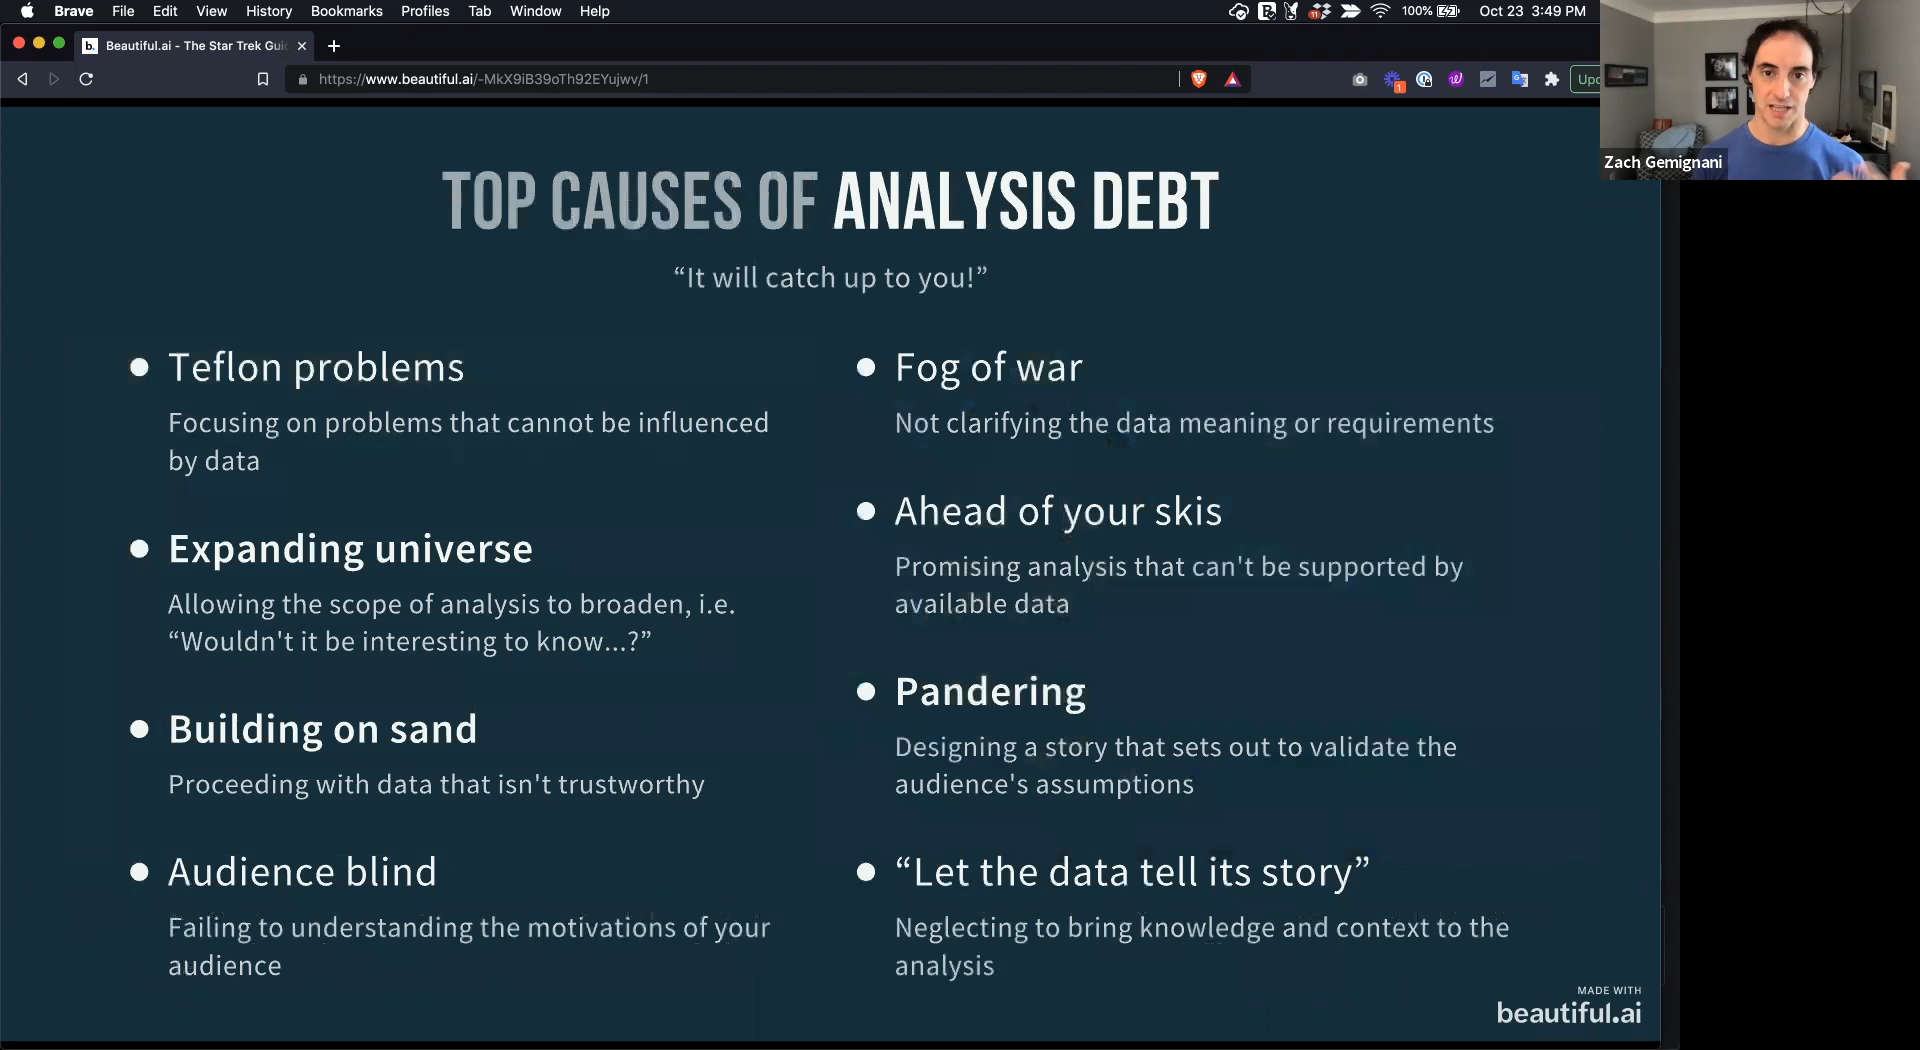 Brave File Edit View History Bookmarks Profiles Tab Window Help
11
100%
Oct 23 3:49 PM
b. Beautiful.ai - The Star Trek Gui
https://www.beautiful.ai/-MkX9iB39oTh92EYujwv/1
1
Upd
Zach Gemignani
TOP CAUSES OF ANALYSIS DEBT
“It will catch up to you!”
Teflon problems
Focusing on problems that cannot be influenced
by data
Expanding universe
Allowing the scope of analysis to broaden, i.e.
“Wouldn't it be interesting to know...?”
Building on sand
Proceeding with data that isn't trustworthy
Audience blind
Failing to understanding the motivations of your
audience
Fog of war
Not clarifying the data meaning or requirements
Ahead of your skis
Promising analysis that can't be supported by
available data
Pandering
Designing a story that sets out to validate the
audience's assumptions
“Let the data tell its story”
Neglecting to bring knowledge and context to the
analysis
MADE WITH
beautiful.ai